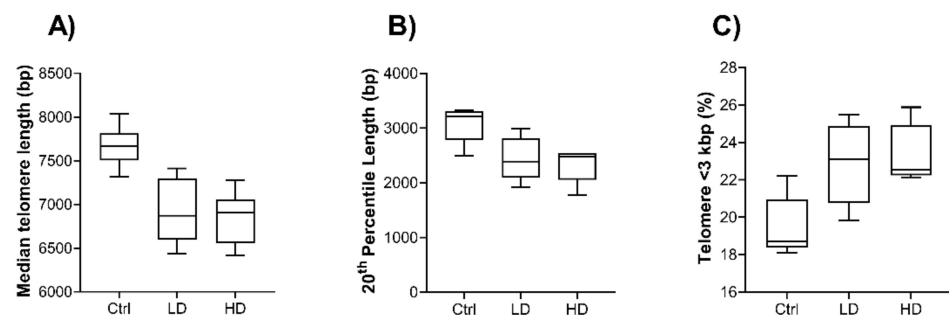 A)
Median telomere length (bp)
8500
8000
7500
7000
6500
6000
Ctrl LD HD
B)
20th Percentile Length (bp)
4000
3000
2000
1000
0
Ctrl LD HD
C)
Telomere <3 kbp (%)
28
26
24
22
20
18
16
Ctrl LD HD